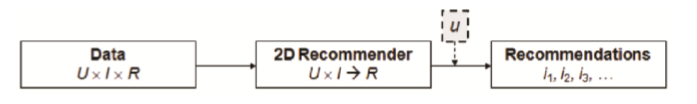 u
Data
U × I × R
2D Recommender
U × I → R
Recommendations
i1, i2, i3, …